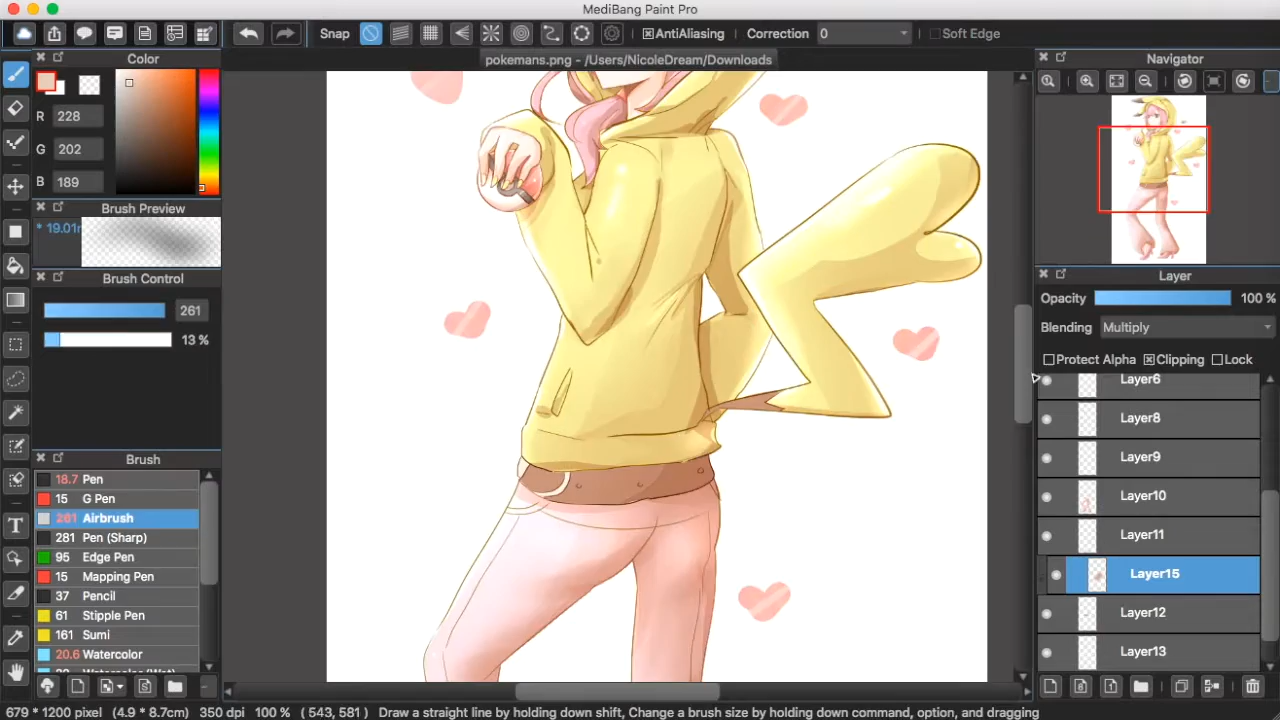 MediBang Paint Pro
Snap
AntiAliasing
Correction
0
Soft Edge
pokemans.png - /Users/NicoleDream/Downloads
Color
R 228
G 202
B 189
Brush Preview
* 19.01
Brush Control
261
13 %
Brush
18.7 Pen
15 G Pen
261 Airbrush
281 Pen (Sharp)
95 Edge Pen
15 Mapping Pen
37 Pencil
61 Stipple Pen
161 Sumi
20.6 Watercolor
Navigator
Layer
Opacity 100 %
Blending Multiply
Protect Alpha Clipping Lock
Layer6
Layer8
Layer9
Layer10
Layer11
Layer15
Layer12
Layer13
679 * 1200 pixel (4.9 * 8.7cm) 350 dpi 100 % ( 543, 581 ) Draw a straight line by holding down shift, Change a brush size by holding down command, option, and dragging